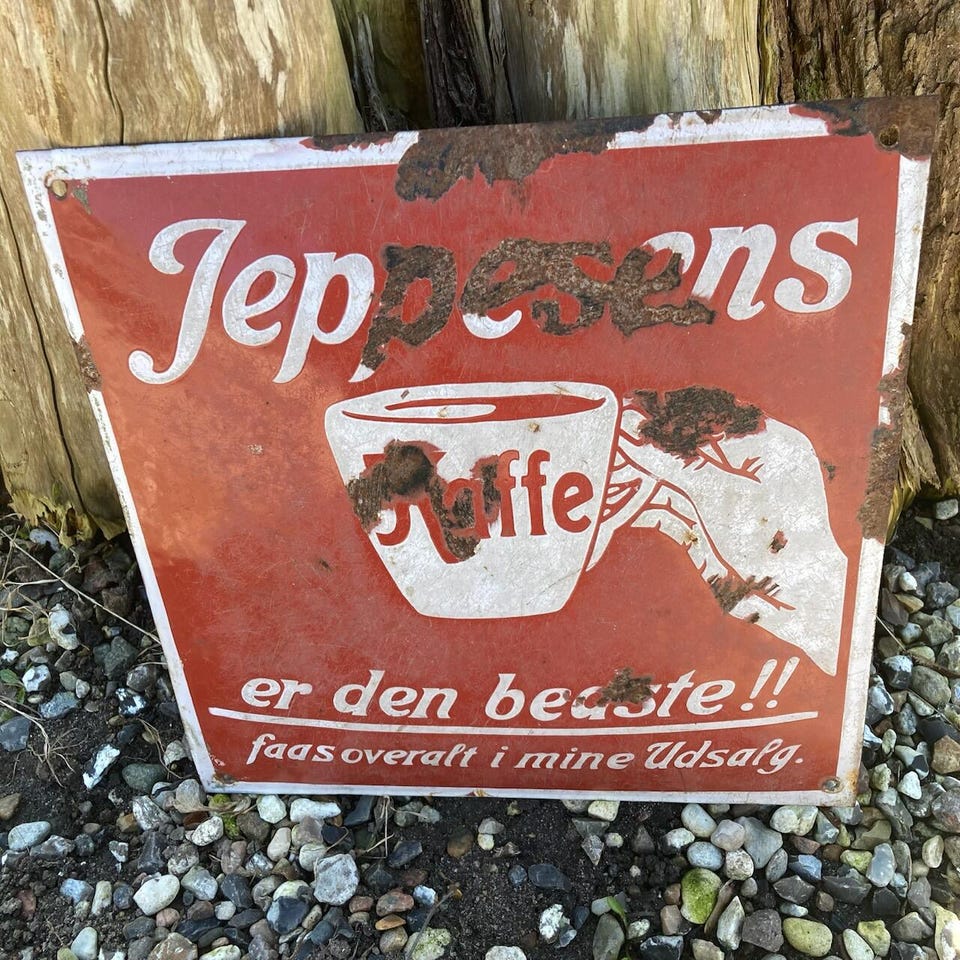 Jeppesens
Kaffe
er den bedste!!
faas overalt i mine Udsalg.